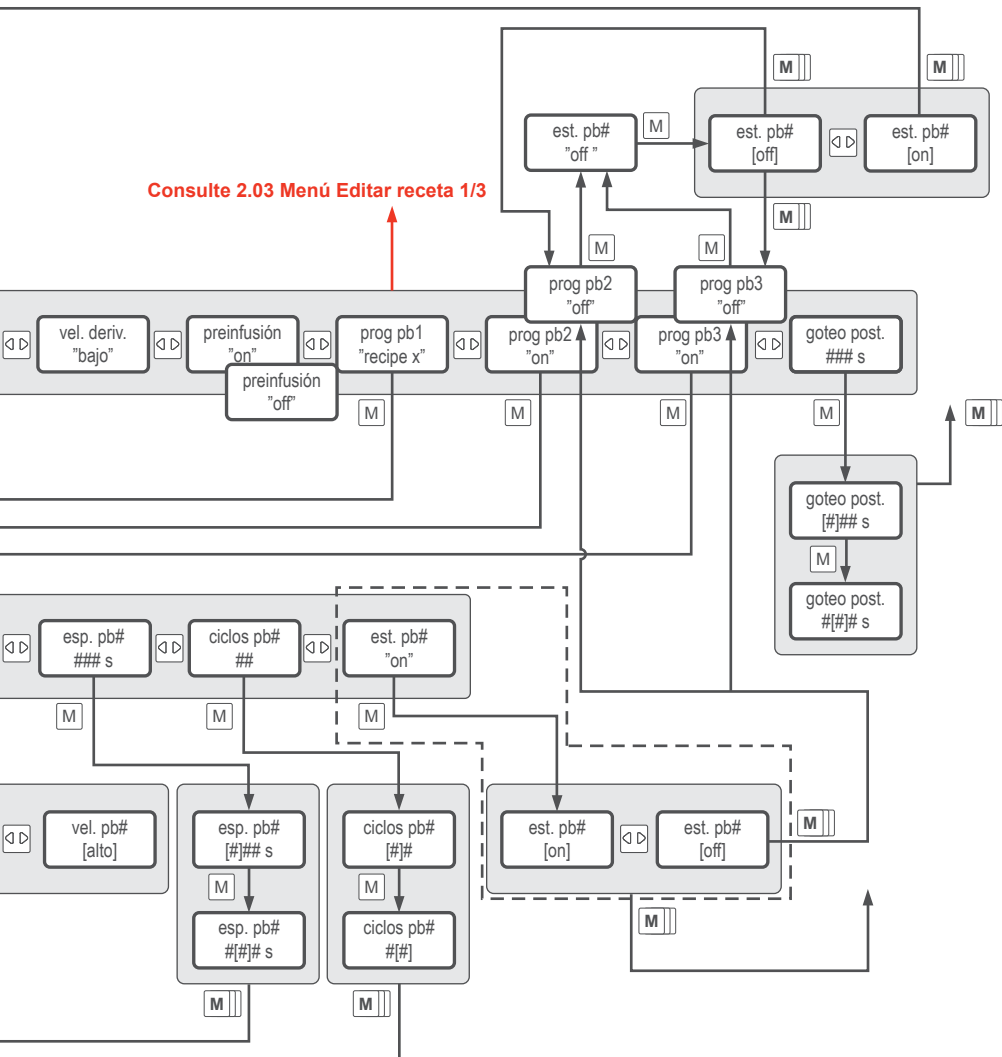 M
M
est. pb#
"off "
M
est. pb#
[off]
est. pb#
[on]
Consulte 2.03 Menú Editar receta 1/3
M
M
M
prog pb2
"off"
prog pb3
"off"
vel. deriv.
"bajo"
preinfusión
"on"
preinfusión
"off"
prog pb1
"recipe x"
prog pb2
"on"
prog pb3
"on"
goteo post.
### s
M
M
M
M
M
goteo post.
[#]## s
M
goteo post.
#[#]# s
esp. pb#
### s
ciclos pb#
##
est. pb#
"on"
M
M
M
vel. pb#
[alto]
esp. pb#
[#]## s
M
esp. pb#
#[#]# s
ciclos pb#
[#]#
M
ciclos pb#
#[#]
est. pb#
[on]
est. pb#
[off]
M
M
M
M